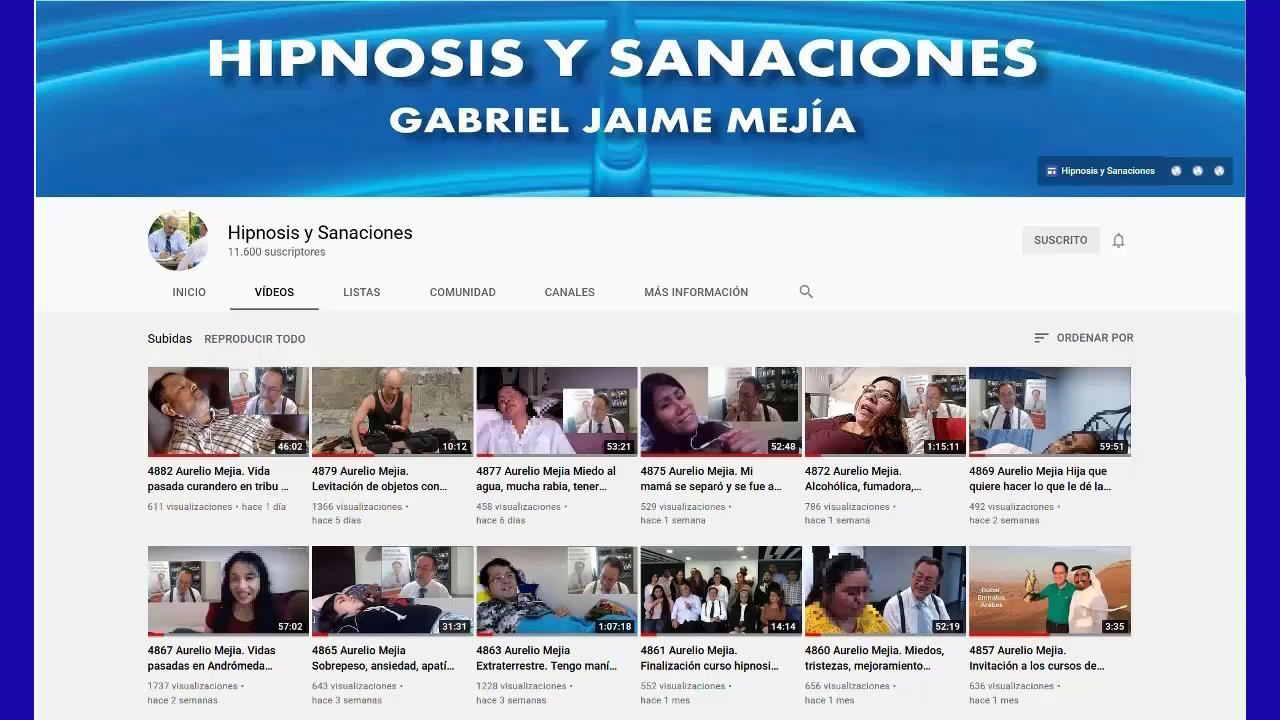 HIPNOSIS Y SANACIONES
GABRIEL JAIME MEJÍA
Hipnosis y Sanaciones
Hipnosis y Sanaciones
11.600 suscriptores
SUSCRITO
INICIO VÍDEOS LISTAS COMUNIDAD CANALES MÁS INFORMACIÓN
Subidas REPRODUCIR TODO
ORDENAR POR
46:02
10:12
53:21
52:48
1:15:11
59:51
4882 Aurelio Mejia. Vida
pasada curandero en tribu ...
611 visualizaciones • hace 1 día
4879 Aurelio Mejia.
Levitación de objetos con...
1366 visualizaciones •
hace 5 días
4877 Aurelio Mejia Miedo al
agua, mucha rabia, tener...
458 visualizaciones •
hace 6 días
4875 Aurelio Mejia. Mi
mamá se separó y se fue a...
529 visualizaciones •
hace 1 semana
4872 Aurelio Mejia.
Alcohólica, fumadora,...
786 visualizaciones •
hace 1 semana
4869 Aurelio Mejia Hija que
quiere hacer lo que le dé la...
492 visualizaciones •
hace 2 semanas
57:02
31:31
1:07:18
14:14
52:19
Dubai,
Emiratos
Arabes
3:35
4867 Aurelio Mejia. Vidas
pasadas en Andrómeda...
1737 visualizaciones •
hace 2 semanas
4865 Aurelio Mejia
Sobrepeso, ansiedad, apatí...
643 visualizaciones •
hace 3 semanas
4863 Aurelio Mejia
Extraterrestre. Tengo maní...
1228 visualizaciones •
hace 3 semanas
4861 Aurelio Mejia.
Finalización curso hipnosi...
552 visualizaciones •
hace 1 mes
4860 Aurelio Mejia. Miedos,
tristezas, mejoramiento...
656 visualizaciones •
hace 1 mes
4857 Aurelio Mejia.
Invitación a los cursos de...
636 visualizaciones •
hace 1 mes